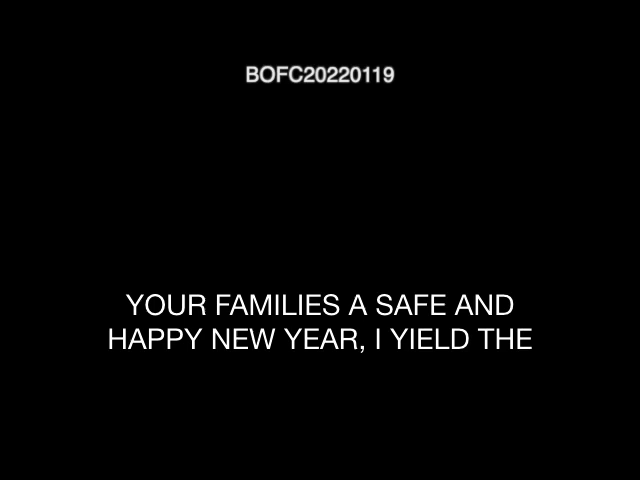 BOFC20220119
YOUR FAMILIES A SAFE AND
HAPPY NEW YEAR, I YIELD THE